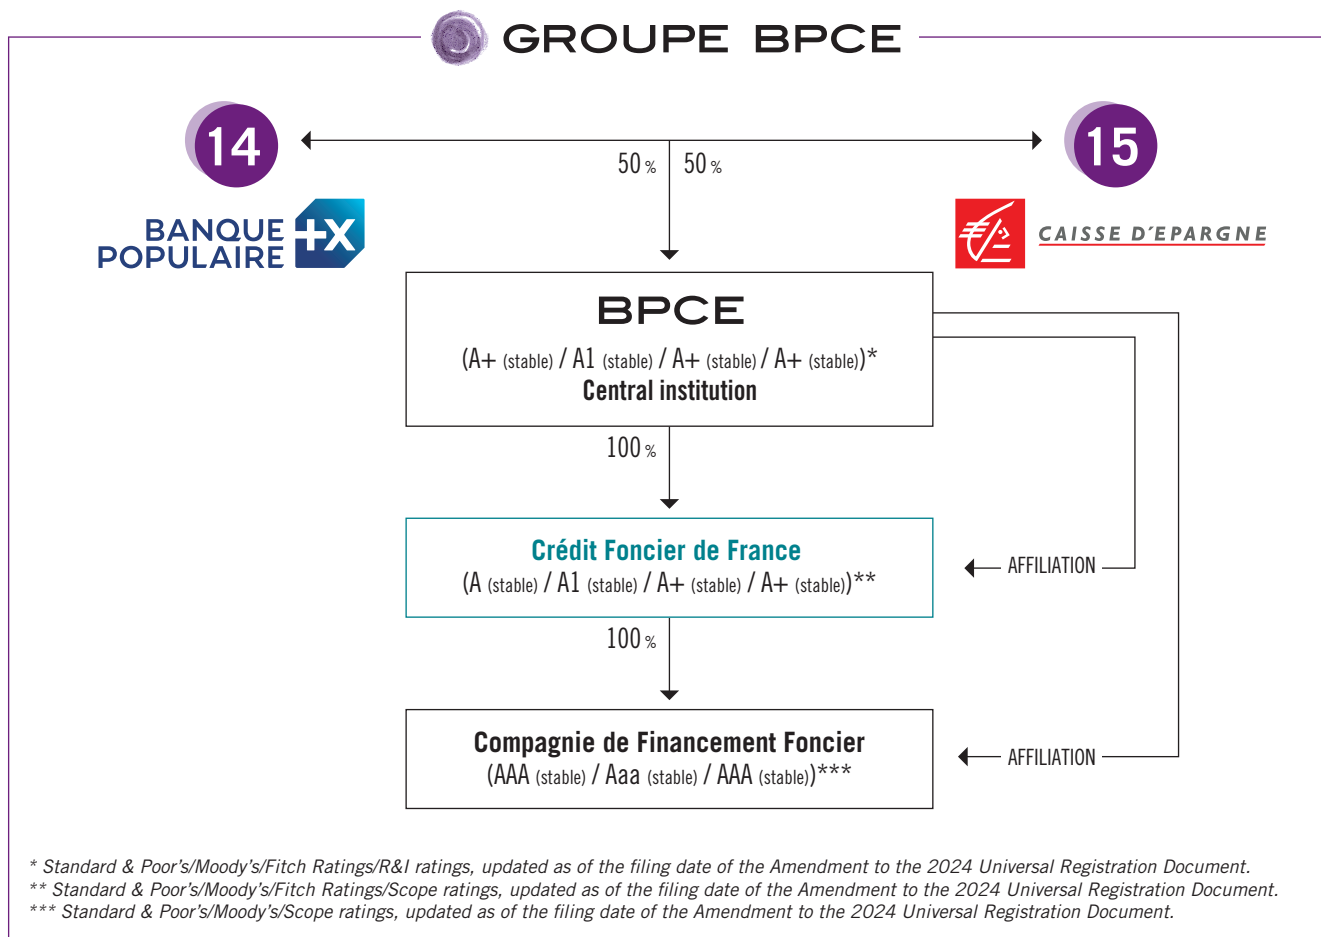 GROUPE BPCE
14
15
50 % 50 %
BANQUE
POPULAIRE +X
CAISSE D'EPARGNE
BPCE
(A+ (stable) / A1 (stable) / A+ (stable) / A+ (stable))*
Central institution
100 %
Crédit Foncier de France
(A (stable) / A1 (stable) / A+ (stable) / A+ (stable))**
AFFILIATION
100 %
Compagnie de Financement Foncier
(AAA (stable) / Aaa (stable) / AAA (stable))***
AFFILIATION
* Standard & Poor's/Moody's/Fitch Ratings/R&I ratings, updated as of the filing date of the Amendment to the 2024 Universal Registration Document.
** Standard & Poor's/Moody's/Fitch Ratings/Scope ratings, updated as of the filing date of the Amendment to the 2024 Universal Registration Document.
*** Standard & Poor's/Moody's/Scope ratings, updated as of the filing date of the Amendment to the 2024 Universal Registration Document.